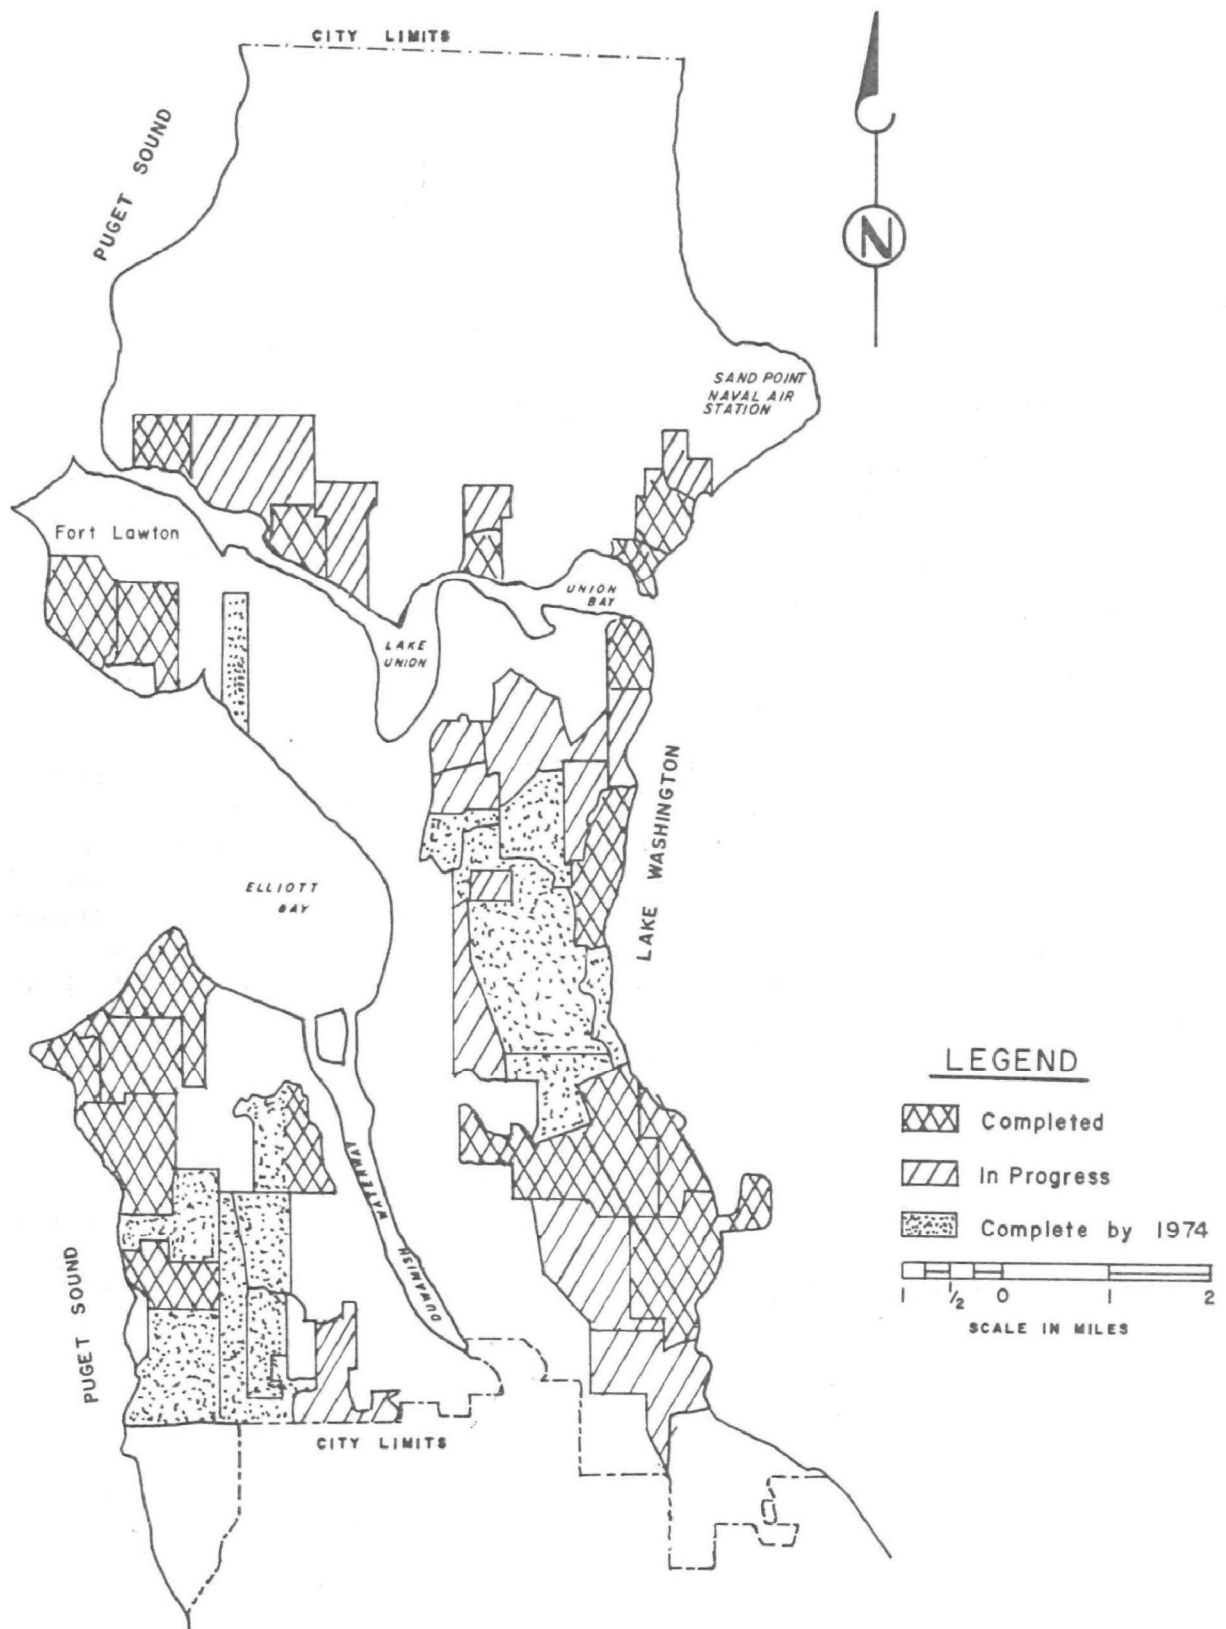 CITY LIMITS
PUGET SOUND
N
SAND POINT
NAVAL AIR
STATION
Fort Lawton
UNION
BAY
LAKE
UNION
LAKE WASHINGTON
ELLIOTT
BAY
LEGEND
Completed
In Progress
Complete by 1974
1 1/2 0 1 2
SCALE IN MILES
DUWAMISH WATERWAY
PUGET SOUND
CITY LIMITS